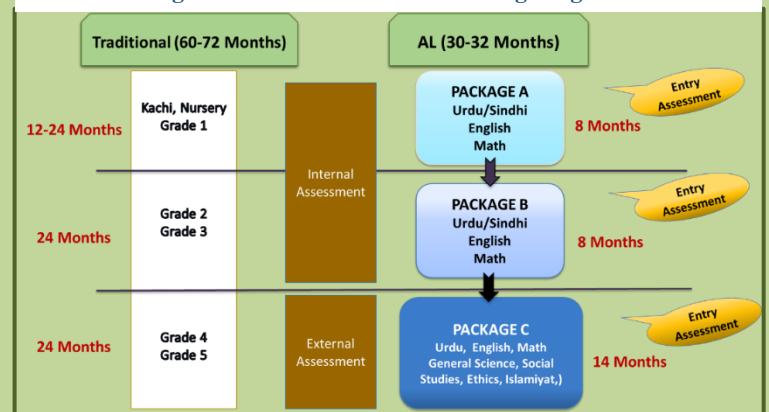 Traditional (60-72 Months)
AL (30-32 Months)
Kachi, Nursery
Grade 1
12-24 Months
Internal
Assessment
PACKAGE A
Urdu/Sindhi
English
Math
8 Months
Entry
Assessment
Grade 2
Grade 3
24 Months
PACKAGE B
Urdu/Sindhi
English
Math
8 Months
Entry
Assessment
Grade 4
Grade 5
24 Months
External
Assessment
PACKAGE C
Urdu, English, Math
General Science, Social
Studies, Ethics, Islamiyat,)
14 Months
Entry
Assessment